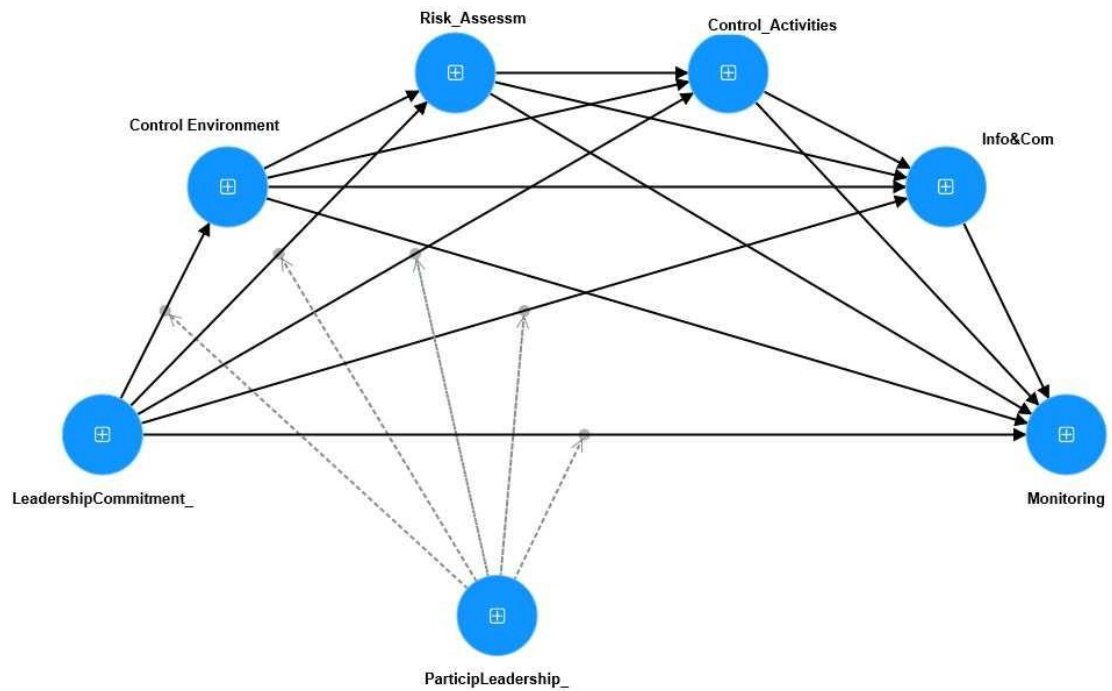 Risk_Assessm
Control_Activities
Control Environment
Info&Com
LeadershipCommitment_
Monitoring
ParticipLeadership_